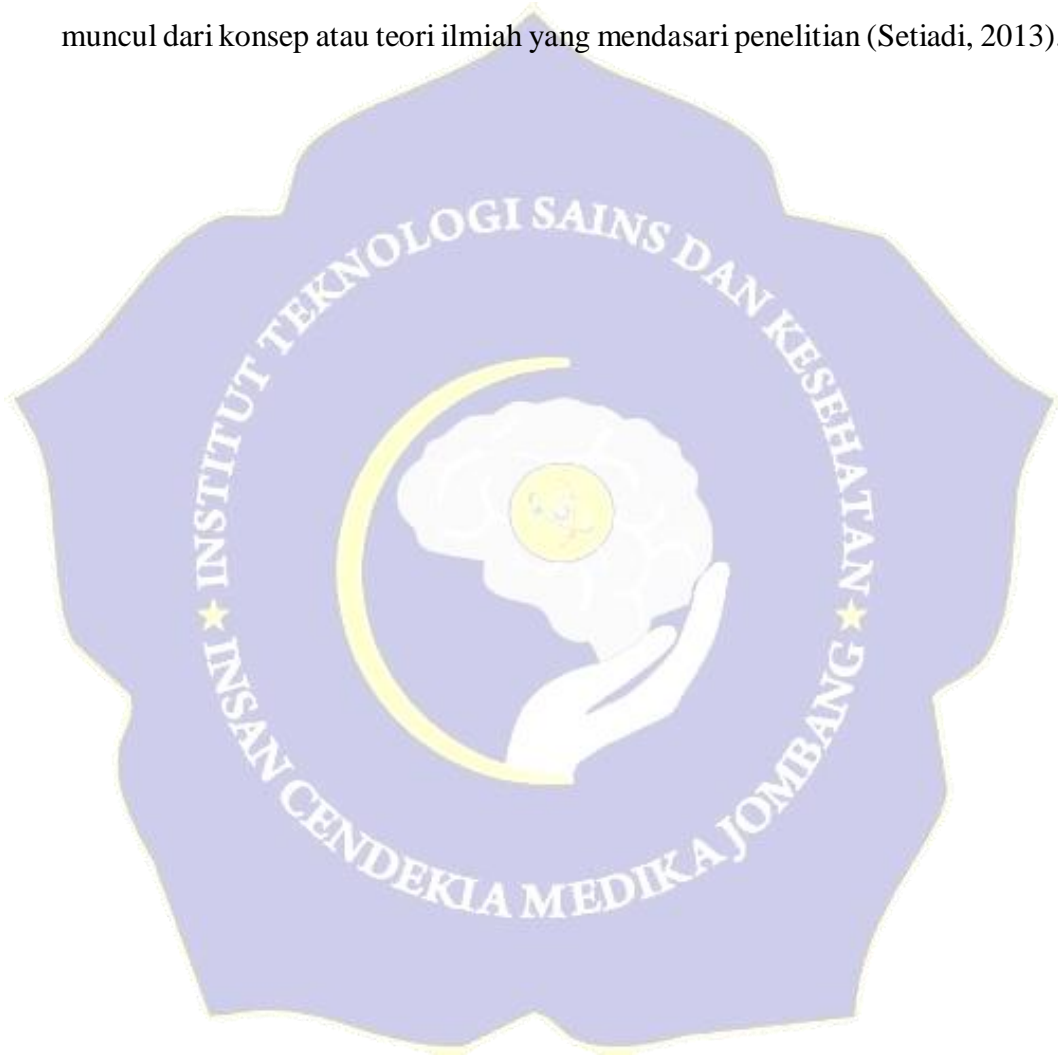 muncul dari konsep atau teori ilmiah yang mendasari penelitian (Setiadi, 2013).
INSTITUT TEKNOLOGI SAINS DAN KESEHATAN
INSAN CENDEKIA MEDIKA JOMBANG